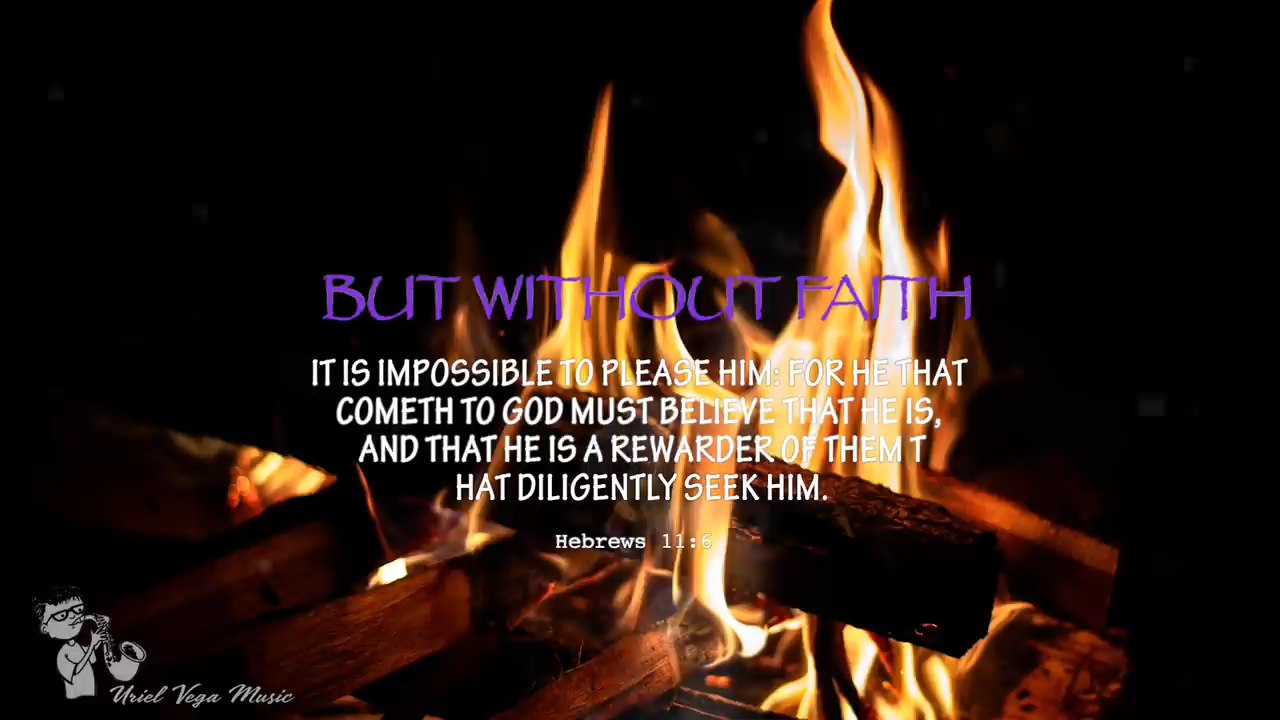 BUT WITHOUT FAITH
IT IS IMPOSSIBLE TO PLEASE HIM: FOR HE THAT
COMETH TO GOD MUST BELIEVE THAT HE IS,
AND THAT HE IS A REWARDER OF THEM T
HAT DILIGENTLY SEEK HIM.
Hebrews 11:6
Uriel Vega Music